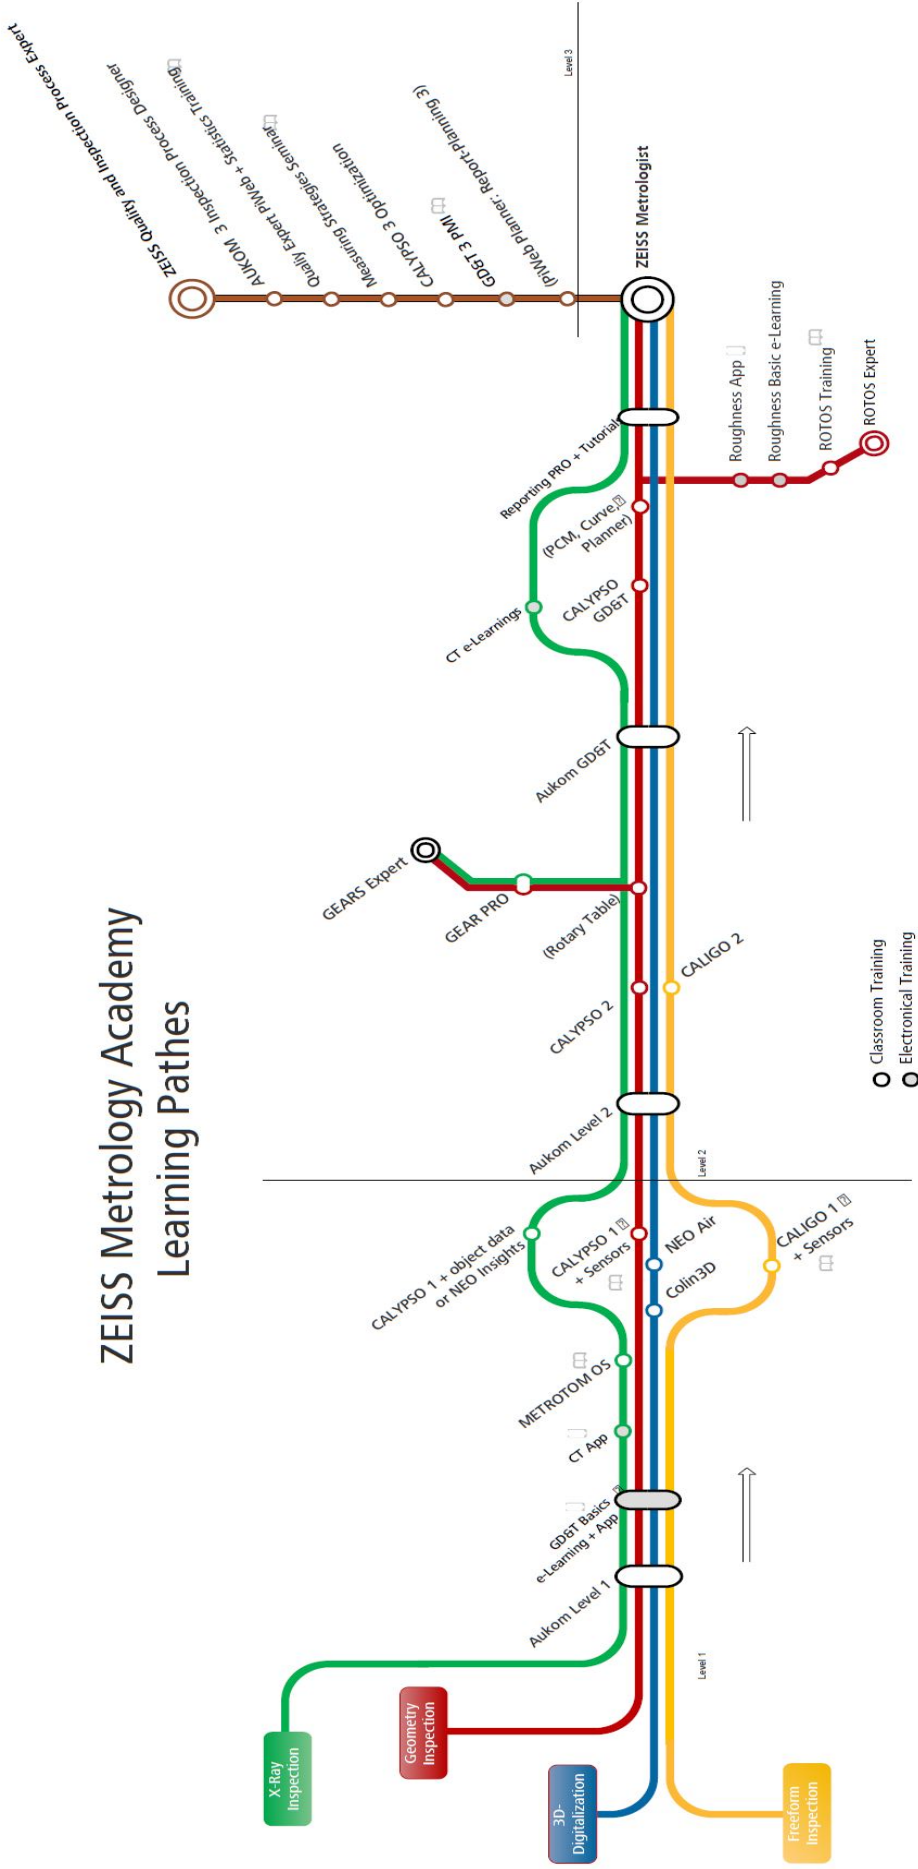 ZEISS Metrology Academy
Learning Pathes
X-Ray
Inspection
Geometry
Inspection
3D-
Digitalization
Freeform
Inspection
Level 1
Aukom Level 1
GD&T Basics
e-Learning + App
CT App
METROTOM OS
CALYPSO 1 + object data
or NEO Insights
CALYPSO 1
+ Sensors
Colin3D
NEO Air
CALIGO 1
+ Sensors
Level 2
Aukom Level 2
CALYPSO 2
CALIGO 2
(Rotary Table)
GEAR PRO
GEARS Expert
Aukom GD&T
CT e-Learnings
CALYPSO
GD&T
(PCM, Curve,
Planner)
Reporting PRO + Tutorials
Roughness App
Roughness Basic e-Learning
ROTOS Training
ROTOS Expert
ZEISS Metrologist
Level 3
(PiWeb Planner: Report-Planning 3)
GD&T 3 PMI
CALYPSO 3 Optimization
Measuring Strategies Seminar
Qualiy Expert PiWeb + Statistics Training
AUKOM 3 Inspection Process Designer
ZEISS Quality and Inspection Process Expert
Classroom Training
Electronical Training